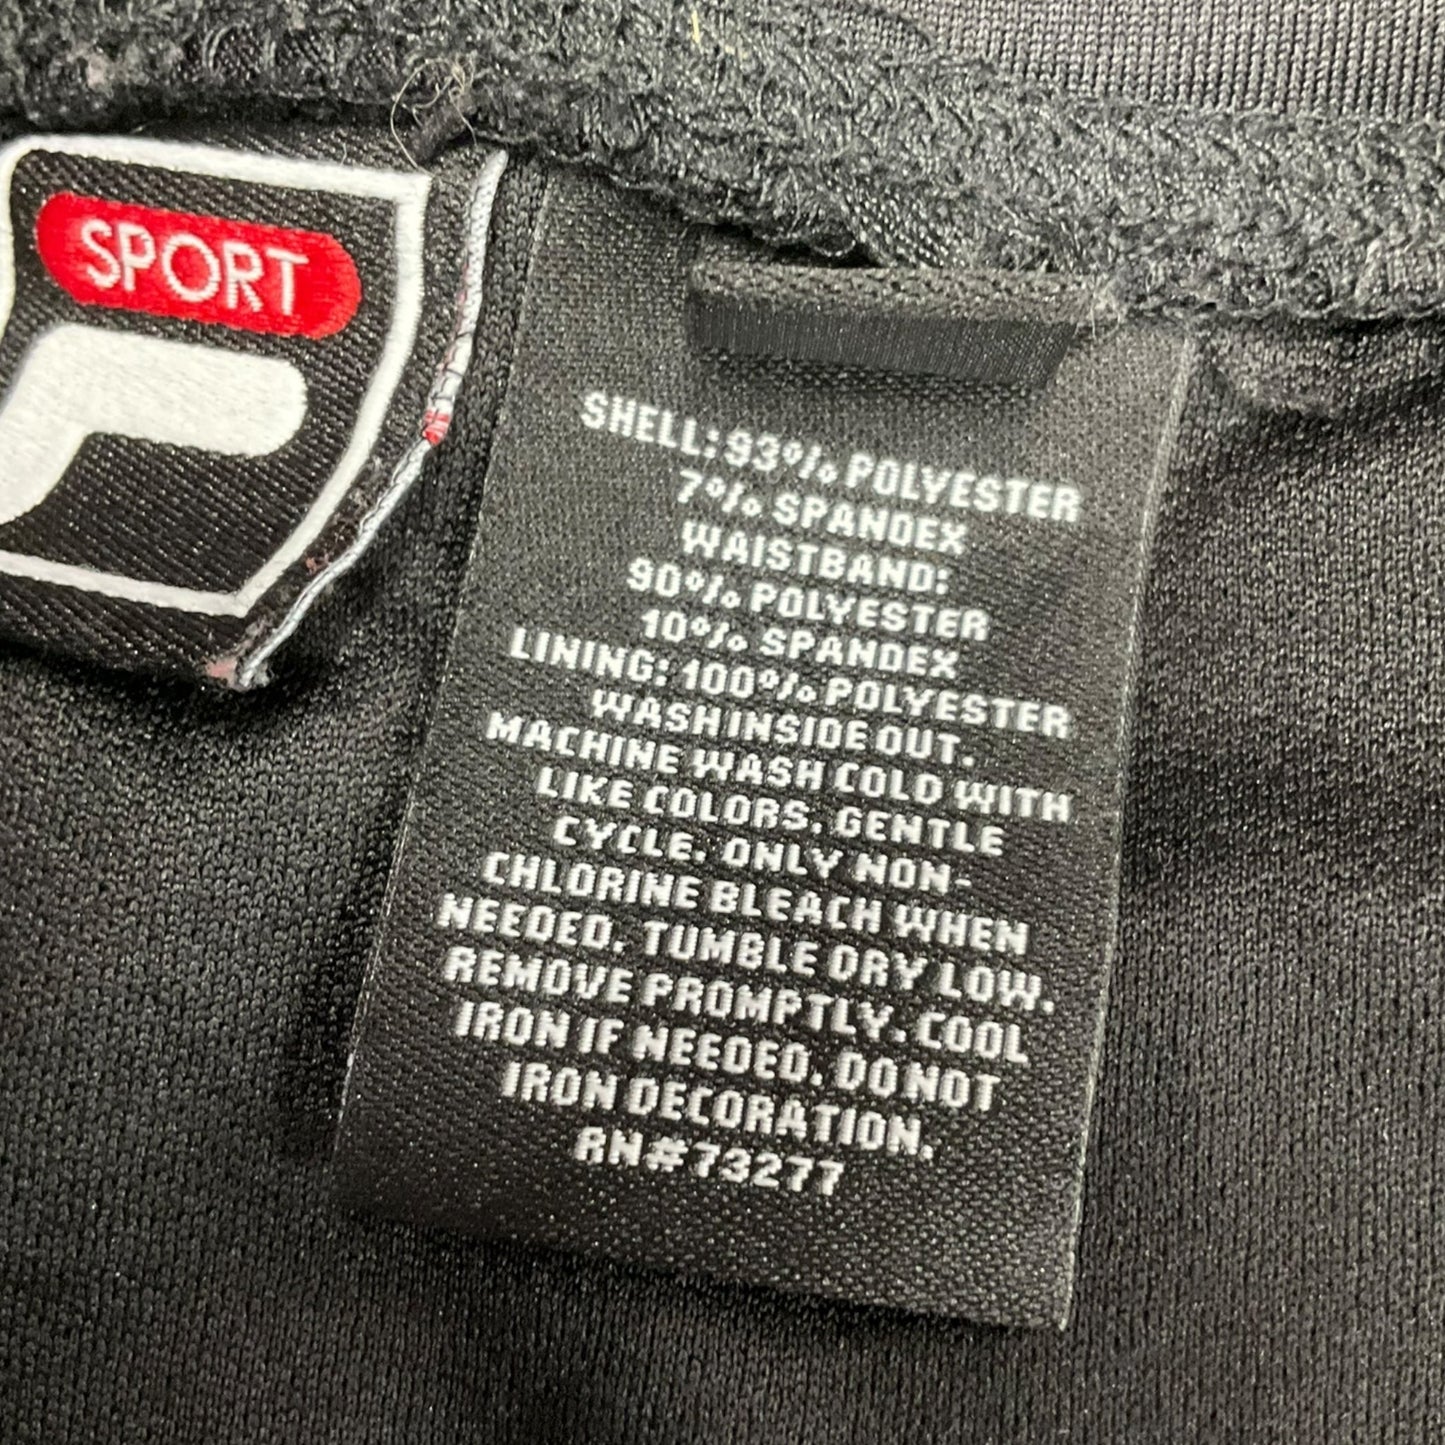 SPORT
SHELL: 93% POLYESTER
7% SPANDEX
WAISTBAND:
90% POLYESTER
10% SPANDEX
LINING: 100% POLYESTER
WASH INSIDE OUT.
MACHINE WASH COLD WITH
LIKE COLORS. GENTLE
CYCLE. ONLY NON-
CHLORINE BLEACH WHEN
NEEDED. TUMBLE DRY LOW.
REMOVE PROMPTLY. COOL
IRON IF NEEDED. DO NOT
IRON DECORATION.
RN#73277